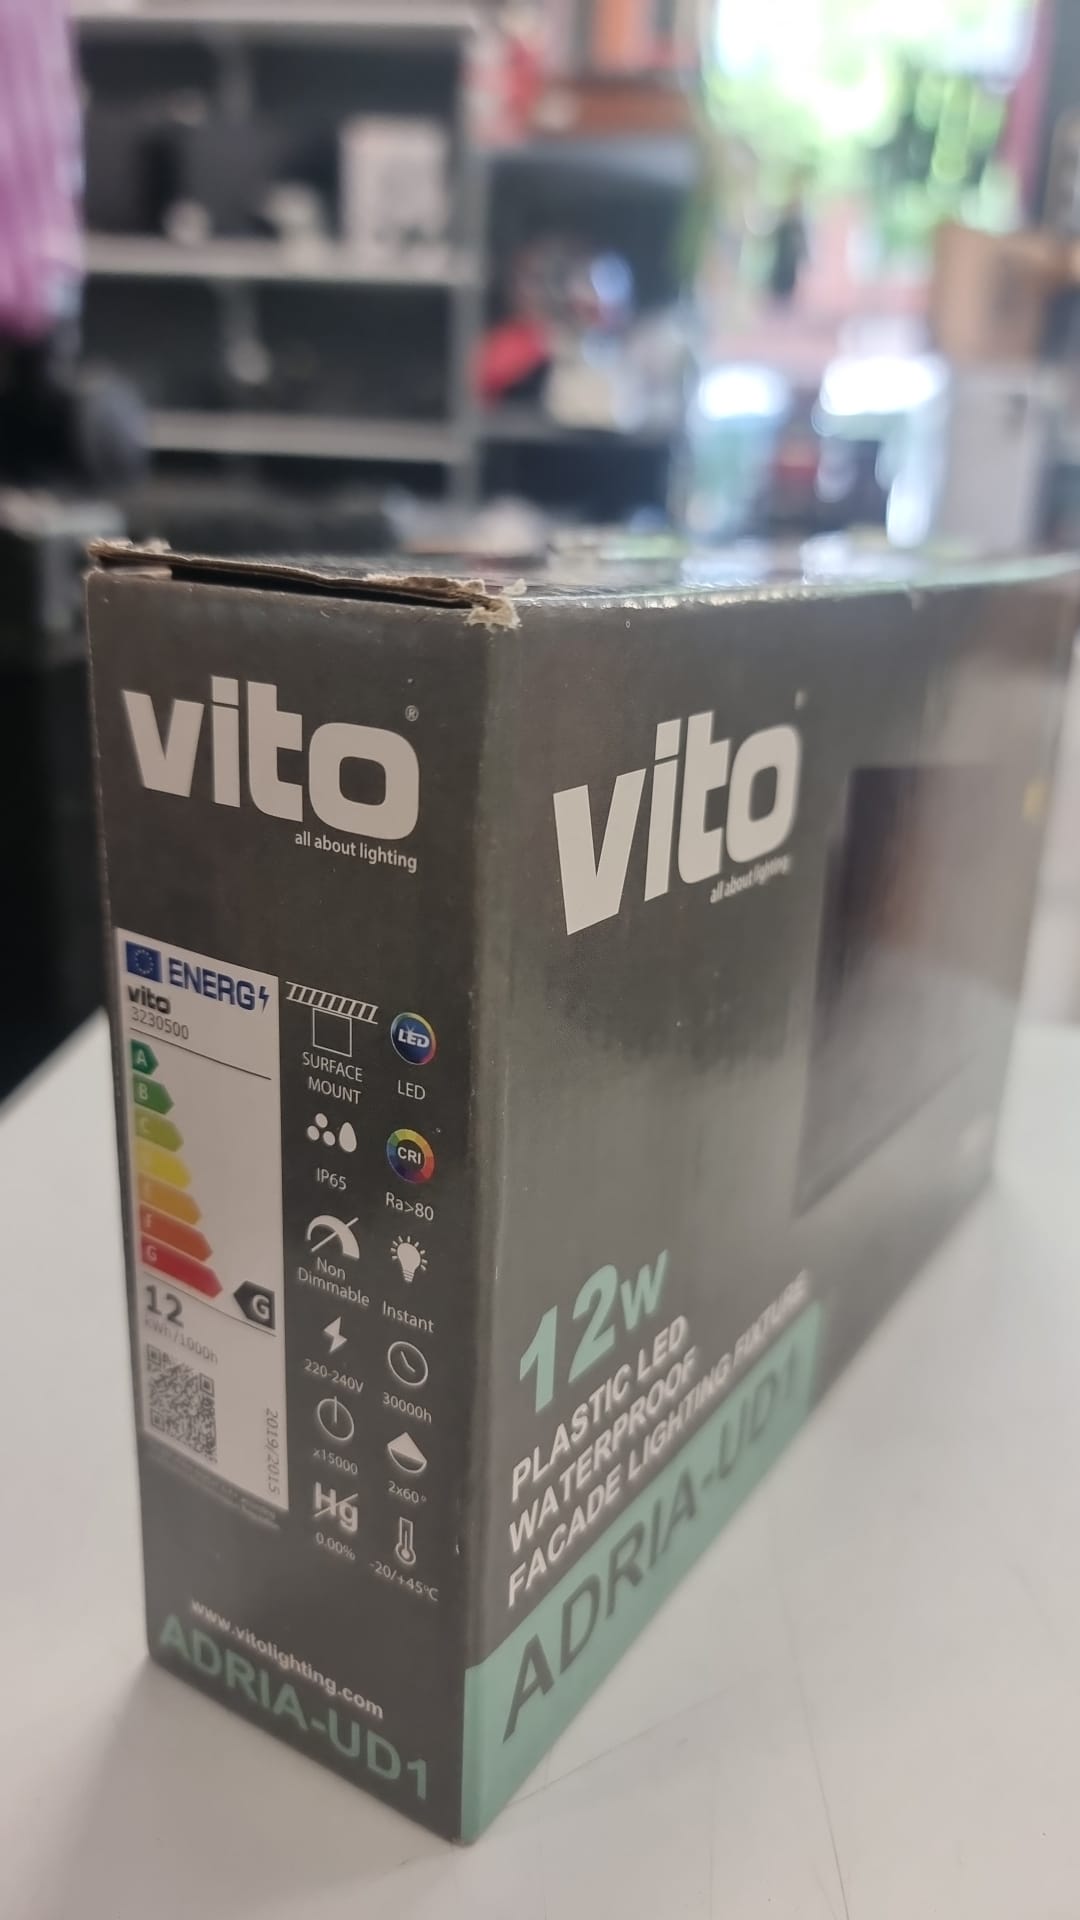 vito®
all about lighting
ENERG
vito
3230500
A
B
C
E
F
G
G
12
kWh/1000h
2019/2015
SURFACE
MOUNT
LED
LED
IP65
CRI
Ra>80
Non
Dimmable
Instant
220-240V
30000h
x15000
2x60°
Hg
0.00%
-20/+45°C
www.vitolighting.com
ADRIA-UD1
vito
all about lighting
12W
PLASTIC LED
WATERPROOF
FACADE LIGHTING FIXTURE
ADRIA-UD1